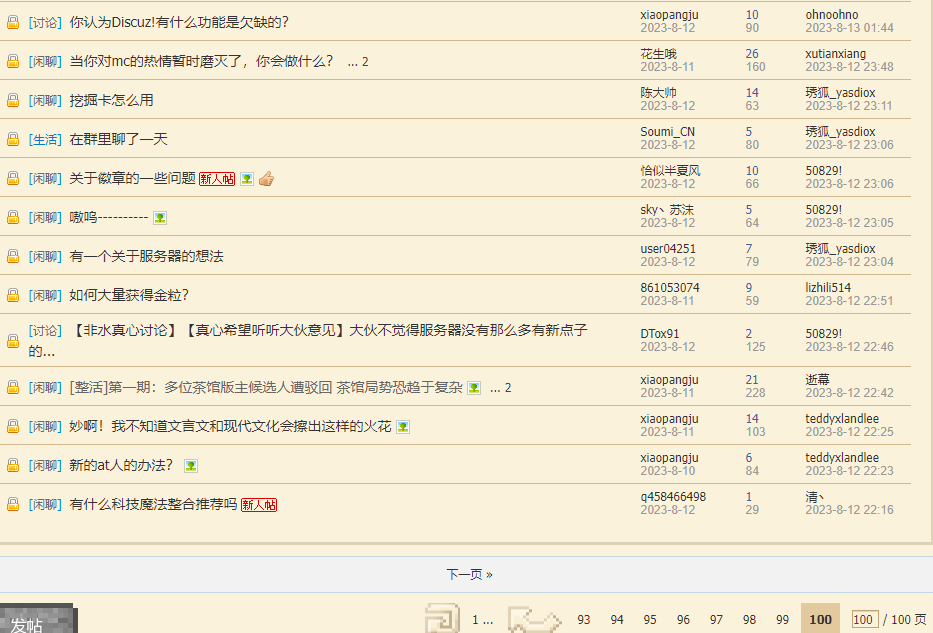 [讨论] 你认为Discuz!有什么功能是欠缺的? xiaopangju 10 ohnoohno
2023-8-12 90 2023-8-13 01:44
[闲聊] 当你对mc的热情暂时磨灭了，你会做什么？ ... 2 花生哦 26 xutianxiang
2023-8-11 160 2023-8-12 23:48
[闲聊] 挖掘卡怎么用 陈大帅 14 琇狐_yasdiox
2023-8-12 63 2023-8-12 23:11
[生活] 在群里聊了一天 Soumi_CN 5 琇狐_yasdiox
2023-8-12 80 2023-8-12 23:06
[闲聊] 关于徽章的一些问题 新人帖 恰似半夏风 10 50829!
2023-8-12 66 2023-8-12 23:06
[闲聊] 嗷呜---------- sky丶苏沫 5 50829!
2023-8-12 64 2023-8-12 23:05
[闲聊] 有一个关于服务器的想法 user04251 7 琇狐_yasdiox
2023-8-12 79 2023-8-12 23:04
[闲聊] 如何大量获得金粒? 861053074 9 lizhili514
2023-8-11 59 2023-8-12 22:51
[讨论] 【非水真心讨论】【真心希望听听大伙意见】大伙不觉得服务器没有那么多有新点子
的... DTox91 2 50829!
2023-8-12 125 2023-8-12 22:46
[闲聊] [整活]第一期：多位茶馆版主候选人遭驳回 茶馆局势恐趋于复杂 ... 2 xiaopangju 21 逝幕
2023-8-11 228 2023-8-12 22:42
[闲聊] 妙啊！我不知道文言文和现代文化会擦出这样的火花 xiaopangju 14 teddyxlandlee
2023-8-11 103 2023-8-12 22:25
[闲聊] 新的at人的办法？ xiaopangju 6 teddyxlandlee
2023-8-10 84 2023-8-12 22:23
[闲聊] 有什么科技魔法整合推荐吗 新人帖 q458466498 1 清丶
2023-8-12 29 2023-8-12 22:16
下一页 »
发帖 1 ... 93 94 95 96 97 98 99 100 100 / 100 页